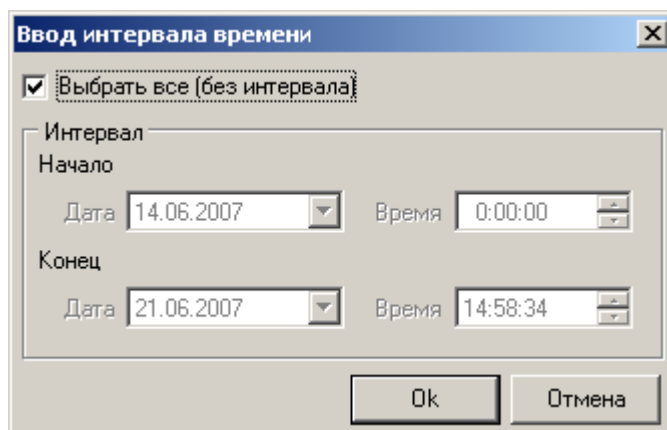 Ввод интервала времени
Выбрать все (без интервала)
Интервал
Начало
Дата 14.06.2007 Время 0:00:00
Конец
Дата 21.06.2007 Время 14:58:34
Ok Отмена